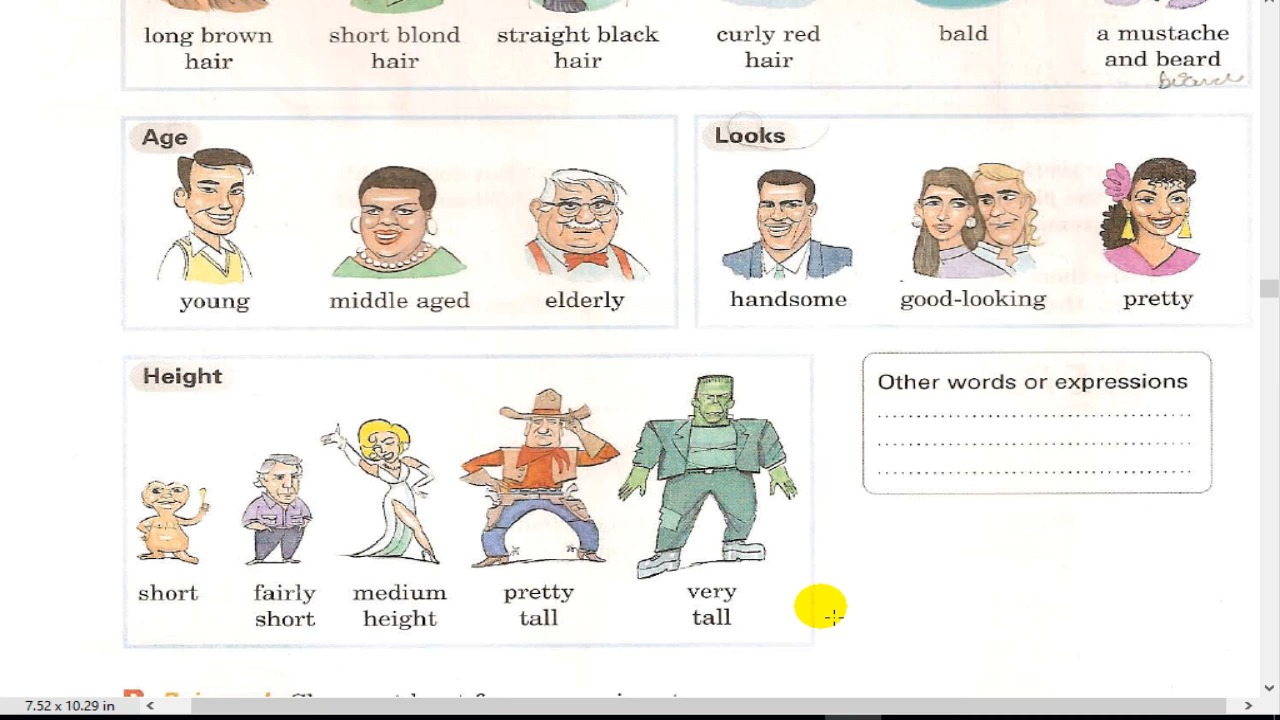 long brown
hair
short blond
hair
straight black
hair
curly red
hair
bald
a mustache
and beard
Age
young
middle aged
elderly
Looks
handsome
good-looking
pretty
Height
short
fairly
short
medium
height
pretty
tall
very
tall
Other words or expressions
7.52 x 10.29 in